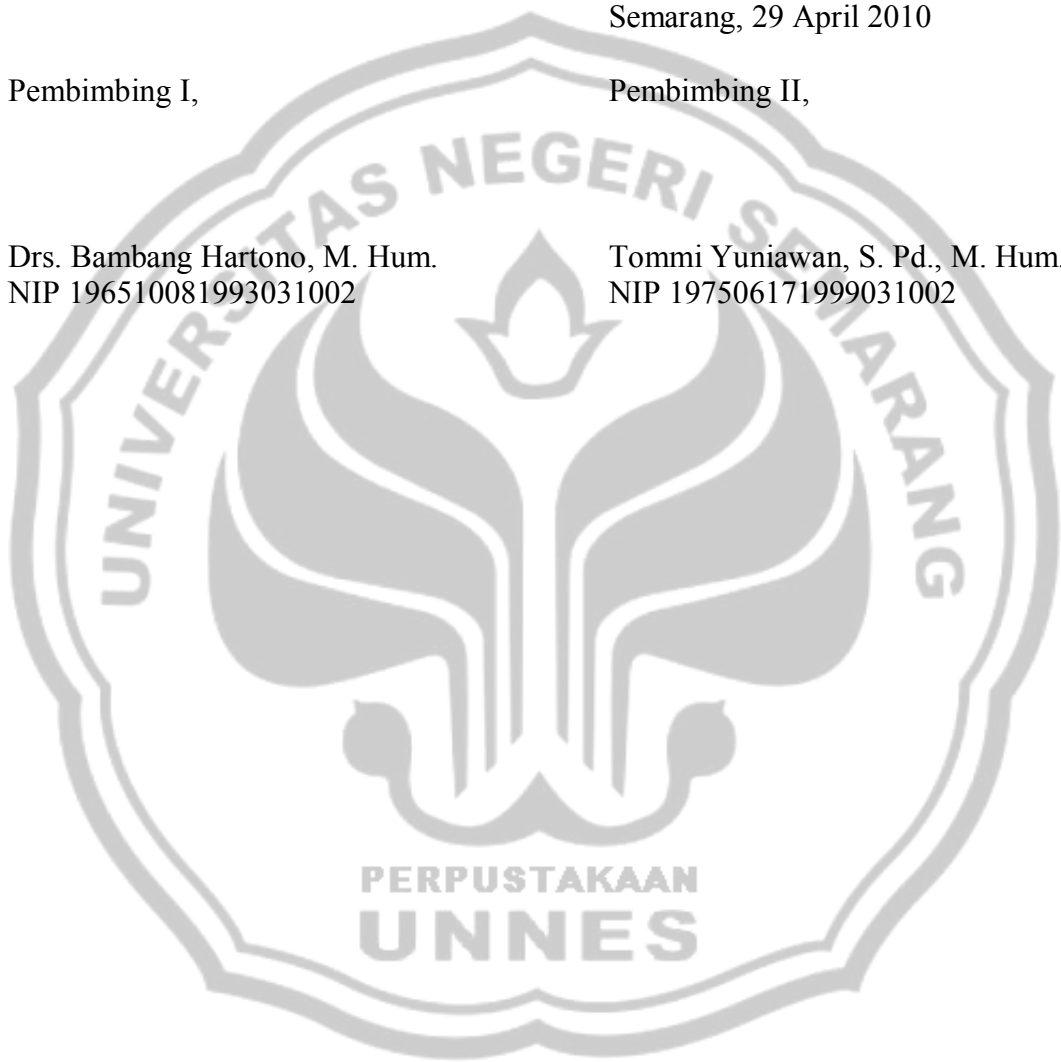 Semarang, 29 April 2010
Pembimbing I, Pembimbing II,
Drs. Bambang Hartono, M. Hum. Tommi Yuniawan, S. Pd., M. Hum.
NIP 196510081993031002 NIP 197506171999031002
UNIVERSITAS NEGERI SEMARANG
PERPUSTAKAAN
UNNES